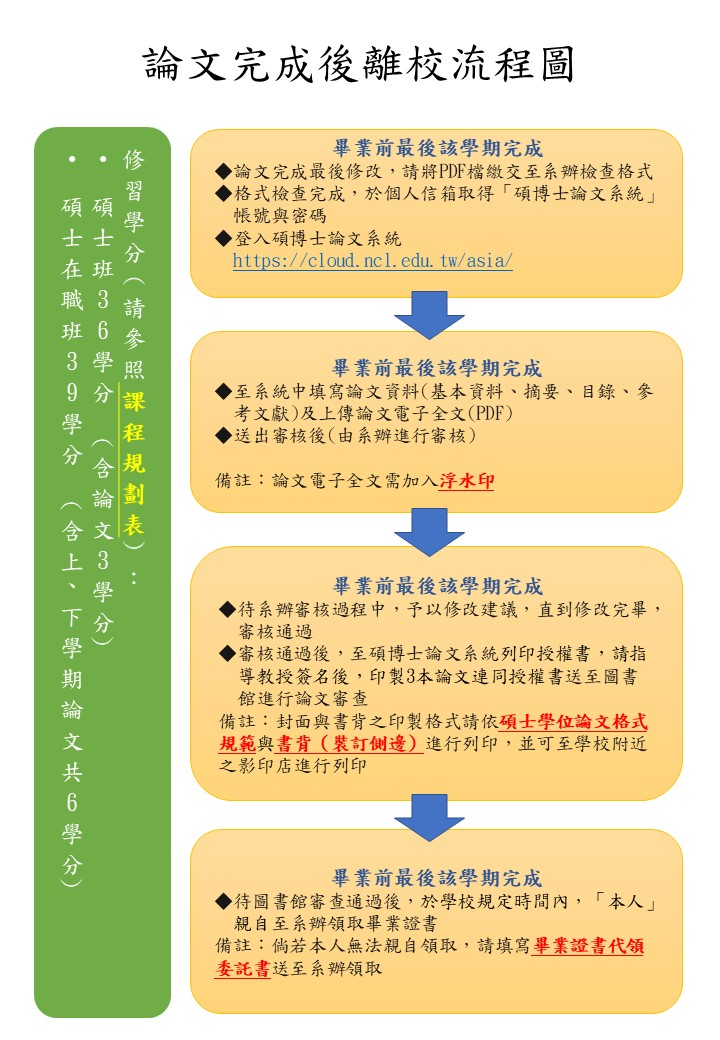 論文完成後離校流程圖
修習學分(請參照課程規劃表)：
• 碩士班36學分 (含論文3學分)
• 碩士在職班39學分 (含上、下學期論文共6學分)
畢業前最後該學期完成
◆論文完成最後修改，請將PDF檔繳交至系辦檢查格式
◆格式檢查完成，於個人信箱取得「碩博士論文系統」
帳號與密碼
◆登入碩博士論文系統
https://cloud.ncl.edu.tw/asia/
畢業前最後該學期完成
◆至系統中填寫論文資料(基本資料、摘要、目錄、參
考文獻)及上傳論文電子全文(PDF)
◆送出審核後(由系辦進行審核)
備註：論文電子全文需加入浮水印
畢業前最後該學期完成
◆待系辦審核過程中，予以修改建議，直到修改完畢，
審核通過
◆審核通過後，至碩博士論文系統列印授權書，請指
導教授簽名後，印製3本論文連同授權書送至圖書
館進行論文審查
備註：封面與書背之印製格式請依碩士學位論文格式
規範與書背（裝訂側邊）進行列印，並可至學校附近
之影印店進行列印
畢業前最後該學期完成
◆待圖書館審查通過後，於學校規定時間內，「本人」
親自至系辦領取畢業證書
備註：倘若本人無法親自領取，請填寫畢業證書代領
委託書送至系辦領取